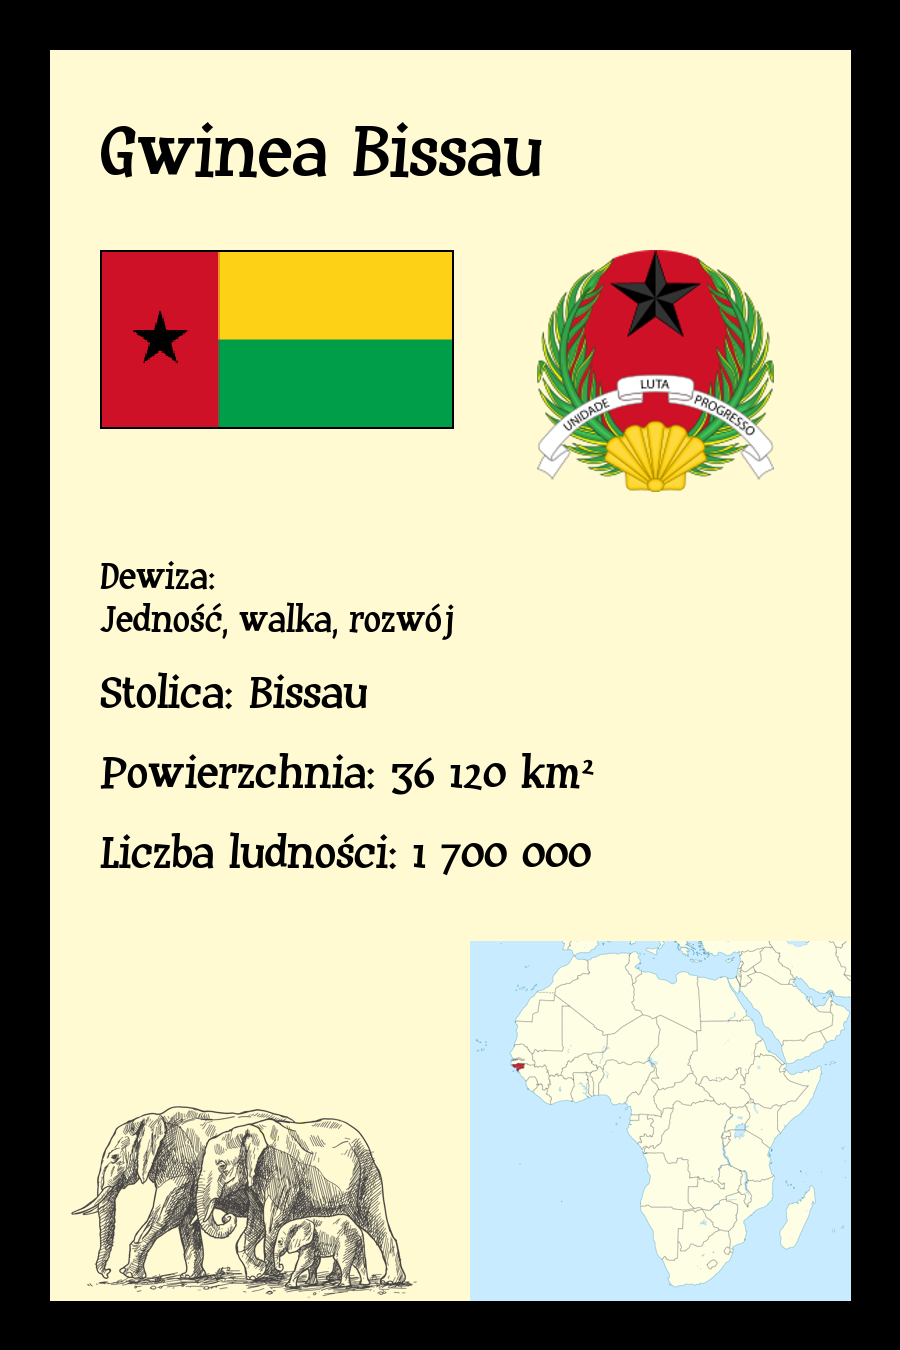 Gwinea Bissau
UNIDADE
LUTA
PROGRESSO
Dewiza:
Jedność, walka, rozwój
Stolica: Bissau
Powierzchnia: 36 120 km²
Liczba ludności: 1 700 000